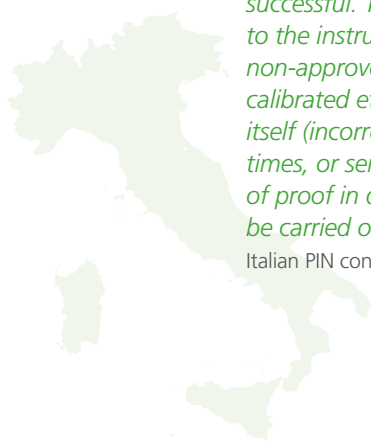 successful. 
to the instru
non-approve
calibrated et
itself (incorre
times, or ser
of proof in c
be carried o
Italian PIN con